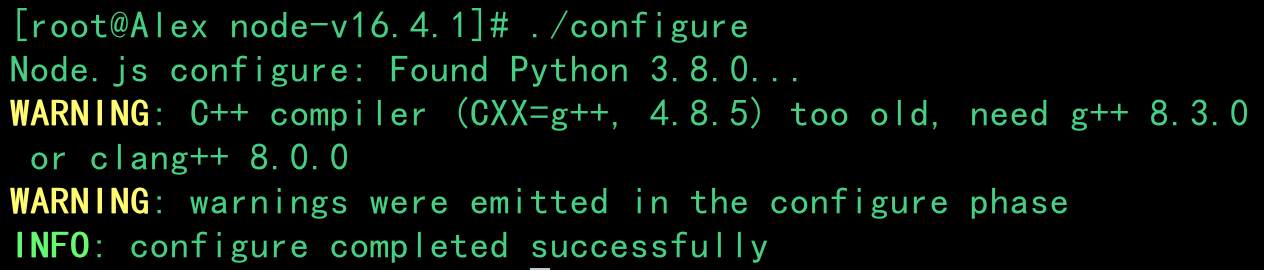 [root@Alex node-v16.4.1]# ./configure
Node.js configure: Found Python 3.8.0...
WARNING: C++ compiler (CXX=g++, 4.8.5) too old, need g++ 8.3.0
or clang++ 8.0.0
WARNING: warnings were emitted in the configure phase
INFO: configure completed successfully